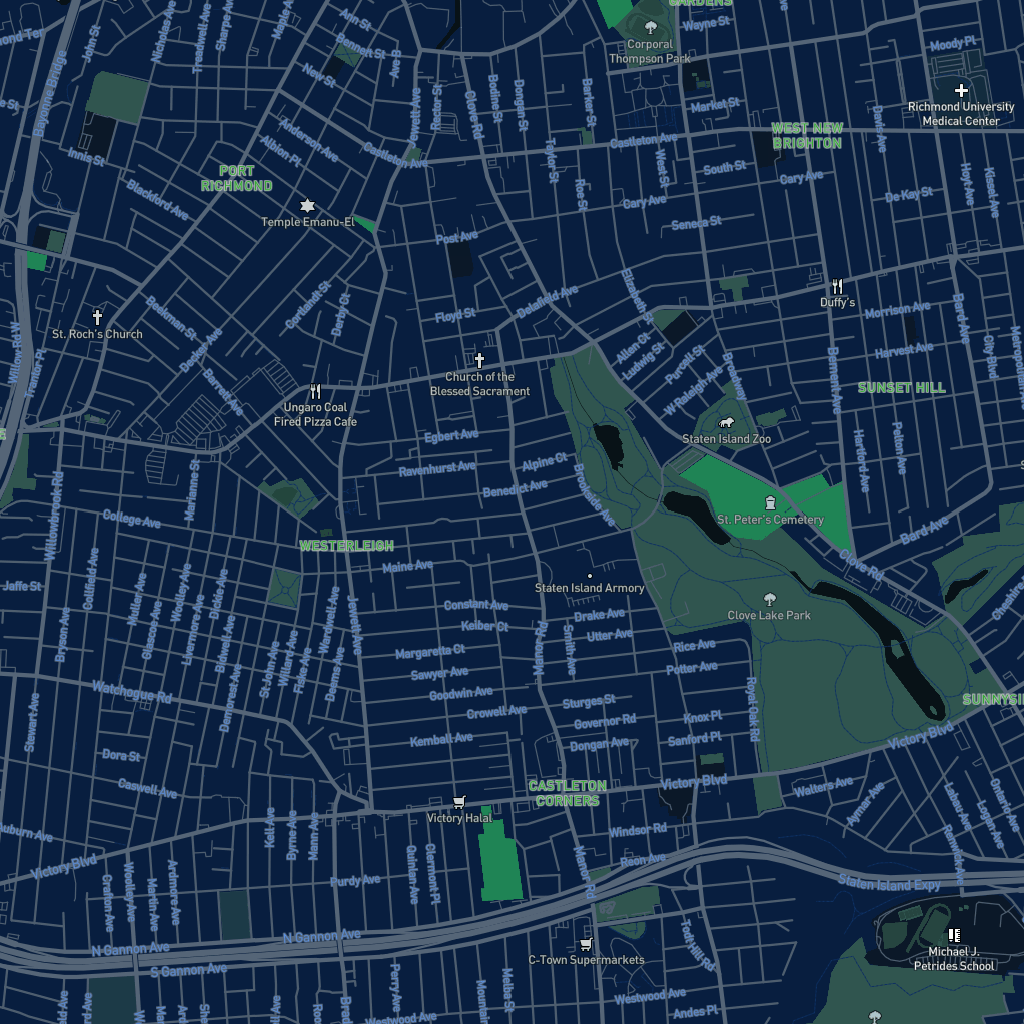 GARDENS
Ann St
Bennett St
New St
Nicholas Ave
Treadwell Ave
Sharpe Ave
John St
Bayonne Bridge
Ave B
Jewett Ave
Rector St
Clove Rd
Bodine St
Dongan St
Barker St
Taylor St
Roe St
Wayne St
Corporal
Thompson Park
Moody Pl
Market St
Richmond University
Medical Center
Davis Ave
WEST NEW
BRIGHTON
Castleton Ave
Castleton Ave
West St
South St
Cary Ave
Cary Ave
De Kay St
Hoyt Ave
Kissel Ave
Seneca St
Innis St
Anderson Ave
Albion Pl
PORT
RICHMOND
Blackford Ave
Temple Emanu-El
Post Ave
Elizabeth St
Delafield Ave
Duffy's
Morrison Ave
Bard Ave
Metropolitan Ave
City Blvd
Harvest Ave
Floyd St
Cortlandt St
Derby Ct
Beekman St
Decker Ave
Barrett Ave
St. Roch's Church
Willow Rd W
Trantor Pl
Church of the
Blessed Sacrament
Ungaro Coal
Fired Pizza Cafe
Allen Ct
Ludwig St
Purcell St
W Raleigh Ave
Broadway
Bement Ave
SUNSET HILL
Staten Island Zoo
Pelton Ave
Hartford Ave
Egbert Ave
Ravenhurst Ave
Alpine Ct
Benedict Ave
Brookside Ave
St. Peter's Cemetery
Bard Ave
Clove Rd
Willowbrook Rd
Marianne St
College Ave
WESTERLEIGH
Maine Ave
Staten Island Armory
Clove Lake Park
Cheshire
Jaffe St
Collfield Ave
Miller Ave
Woolley Ave
Dickie Ave
Glascoe Ave
Livermore Ave
Bidwell Ave
Bryson Ave
Wardwell Ave
Jewett Ave
Constant Ave
Keiber Ct
Drake Ave
Utter Ave
Smith Ave
Manor Rd
Margaretta Ct
Sawyer Ave
Goodwin Ave
Crowell Ave
Kemball Ave
Rice Ave
Potter Ave
St John Ave
Willard Ave
Fiske Ave
Deems Ave
Demorest Ave
Watchogue Rd
Stewart Ave
Sturges St
Governor Rd
Dongan Ave
Knox Pl
Sanford Pl
Royal Oak Rd
SUNNYSIDE
Victory Blvd
Dora St
Caswell Ave
CASTLETON
CORNERS
Victory Blvd
Walters Ave
Aymar Ave
Labau Ave
Logan Ave
Renwick Ave
Victory Halal
Windsor Rd
Reon Ave
Manor Rd
Kell Ave
Byrne Ave
Mann Ave
Victory Blvd
Purdy Ave
Quinlan Ave
Clermont Pl
Crafton Ave
Woolley Ave
Martin Ave
Ardmore Ave
Staten Island Expy
N Gannon Ave
N Gannon Ave
S Gannon Ave
C-Town Supermarkets
Todt Hill Rd
Michael J.
Petrides School
Perry Ave
Melba St
Westwood Ave
Westwood Ave
Andes Pl